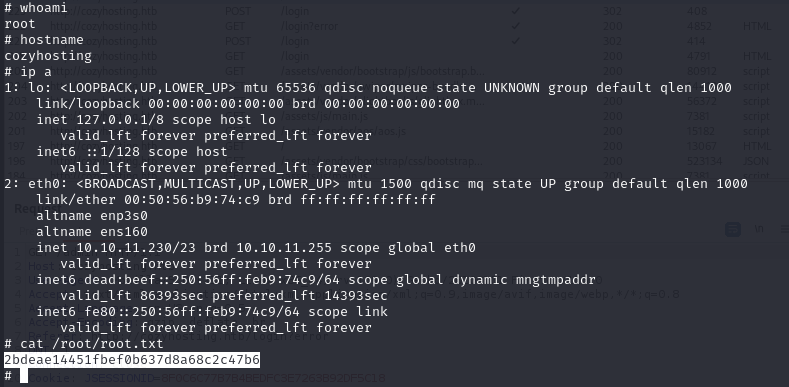 # whoami
root
# hostname
cozyhosting
# ip a
1: lo: <LOOPBACK,UP,LOWER_UP> mtu 65536 qdisc noqueue state UNKNOWN group default qlen 1000
    link/loopback 00:00:00:00:00:00 brd 00:00:00:00:00:00
    inet 127.0.0.1/8 scope host lo
       valid_lft forever preferred_lft forever
    inet6 ::1/128 scope host
       valid_lft forever preferred_lft forever
2: eth0: <BROADCAST,MULTICAST,UP,LOWER_UP> mtu 1500 qdisc mq state UP group default qlen 1000
    link/ether 00:50:56:b9:74:c9 brd ff:ff:ff:ff:ff:ff
    altname enp3s0
    altname ens160
    inet 10.10.11.230/23 brd 10.10.11.255 scope global eth0
       valid_lft forever preferred_lft forever
    inet6 dead:beef::250:56ff:feb9:74c9/64 scope global dynamic mngtmpaddr
       valid_lft 86393sec preferred_lft 14393sec
    inet6 fe80::250:56ff:feb9:74c9/64 scope link
       valid_lft forever preferred_lft forever
# cat /root/root.txt
2bdeae14451fbef0b637d8a68c2c47b6
#